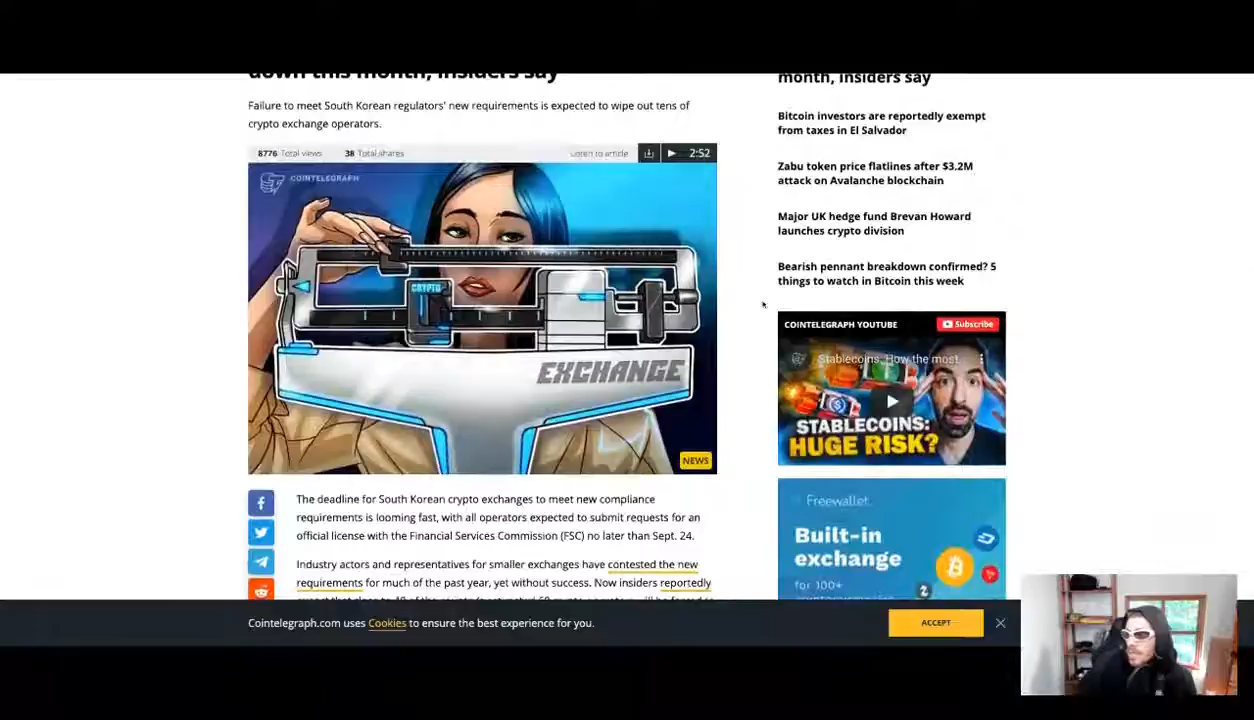 down this month, insiders say
Failure to meet South Korean regulators' new requirements is expected to wipe out tens of
crypto exchange operators.
8776 Total views 38 Total shares Listen to article 2:52
COINTELEGRAPH
CRYPTO
EXCHANGE
NEWS
The deadline for South Korean crypto exchanges to meet new compliance
requirements is looming fast, with all operators expected to submit requests for an
official license with the Financial Services Commission (FSC) no later than Sept. 24.
Industry actors and representatives for smaller exchanges have contested the new
requirements for much of the past year, yet without success. Now insiders reportedly
month, insiders say
Bitcoin investors are reportedly exempt
from taxes in El Salvador
Zabu token price flatlines after $3.2M
attack on Avalanche blockchain
Major UK hedge fund Brevan Howard
launches crypto division
Bearish pennant breakdown confirmed? 5
things to watch in Bitcoin this week
COINTELEGRAPH YOUTUBE Subscribe
Stablecoins: How the most
STABLECOINS:
HUGE RISK?
Freewallet
Built-in
exchange
for 100+
Cointelegraph.com uses Cookies to ensure the best experience for you. ACCEPT